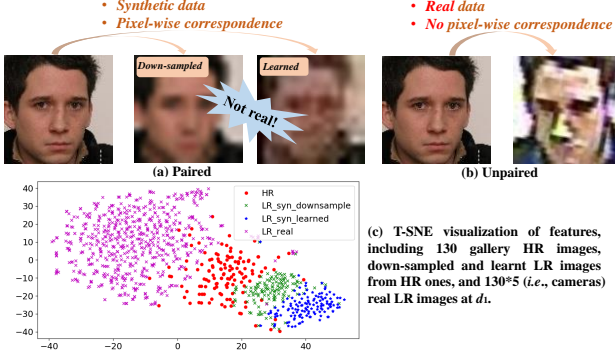 • Synthetic data
• Pixel-wise correspondence
• Real data
• No pixel-wise correspondence
Down-sampled
Learned
Not real!
(a) Paired
(b) Unpaired
40
30
20
10
0
−10
−20
−30
−40
−40
−20
0
20
40
HR
LR_syn_downsample
LR_syn_learned
LR_real
(c) T-SNE visualization of features,
including 130 gallery HR images,
down-sampled and learnt LR images
from HR ones, and 130*5 (i.e., cameras)
real LR images at d1.